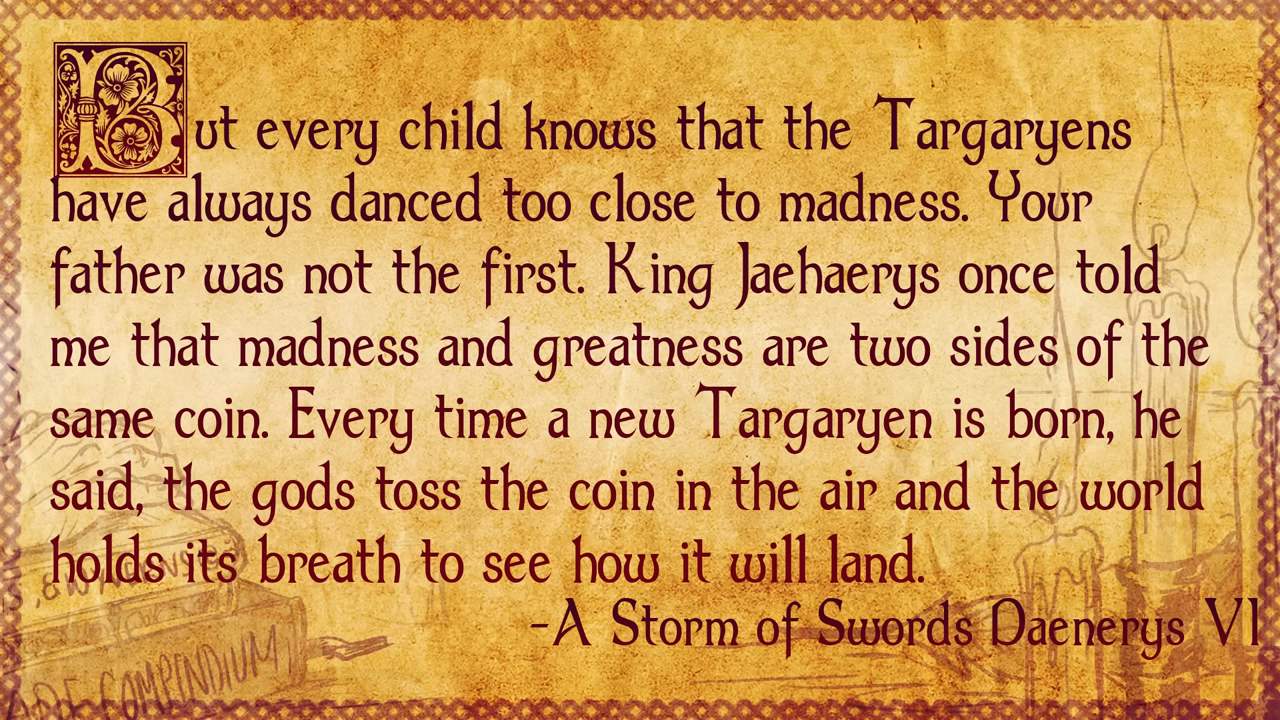 But every child knows that the Targaryens
have always danced too close to madness. Your
father was not the first. King Jaehaerys once told
me that madness and greatness are two sides of the
same coin. Every time a new Targaryen is born, he
said, the gods toss the coin in the air and the world
holds its breath to see how it will land.
-A Storm of Swords Daenerys VI
COMPENDIUM